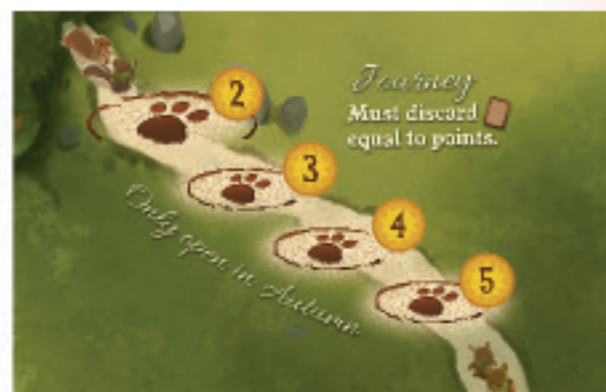 2
Journey
Must discard
equal to points.
3
4
Only open in Autumn
5